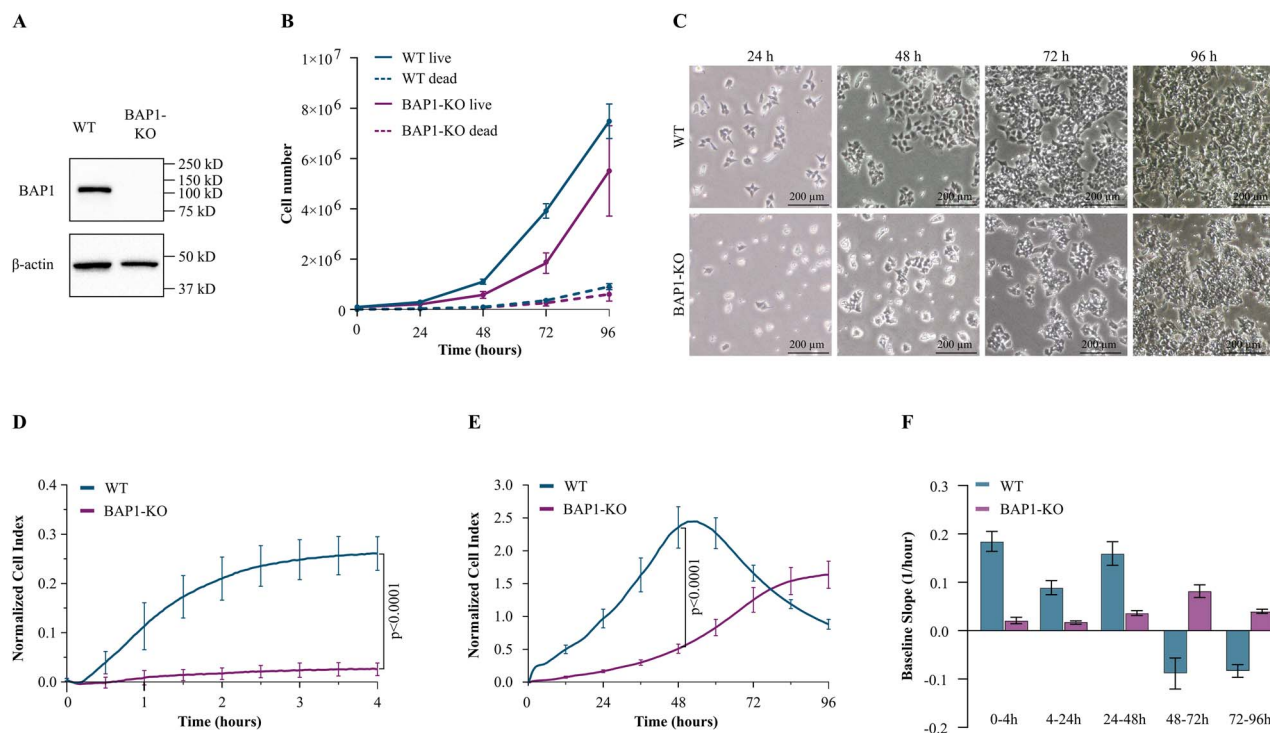 A
WT
BAP1-
KO
BAP1
250 kD
150 kD
100 kD
75 kD
β-actin
50 kD
37 kD
B
WT live
WT dead
BAP1-KO live
BAP1-KO dead
Cell number
1×10⁷
8×10⁶
6×10⁶
4×10⁶
2×10⁶
0
0 24 48 72 96
Time (hours)
C
24 h 48 h 72 h 96 h
WT
200 µm 200 µm 200 µm 200 µm
BAP1-KO
200 µm 200 µm 200 µm 200 µm
D
WT
BAP1-KO
Normalized Cell Index
0.4
0.3
0.2
0.1
0.0
0 1 2 3 4
Time (hours)
p<0.0001
E
WT
BAP1-KO
Normalized Cell Index
3.0
2.5
2.0
1.5
1.0
0.5
0.0
0 24 48 72 96
Time (hours)
p<0.0001
F
WT
BAP1-KO
Baseline Slope (1/hour)
0.3
0.2
0.1
0.0
-0.1
-0.2
0-4h 4-24h 24-48h 48-72h 72-96h